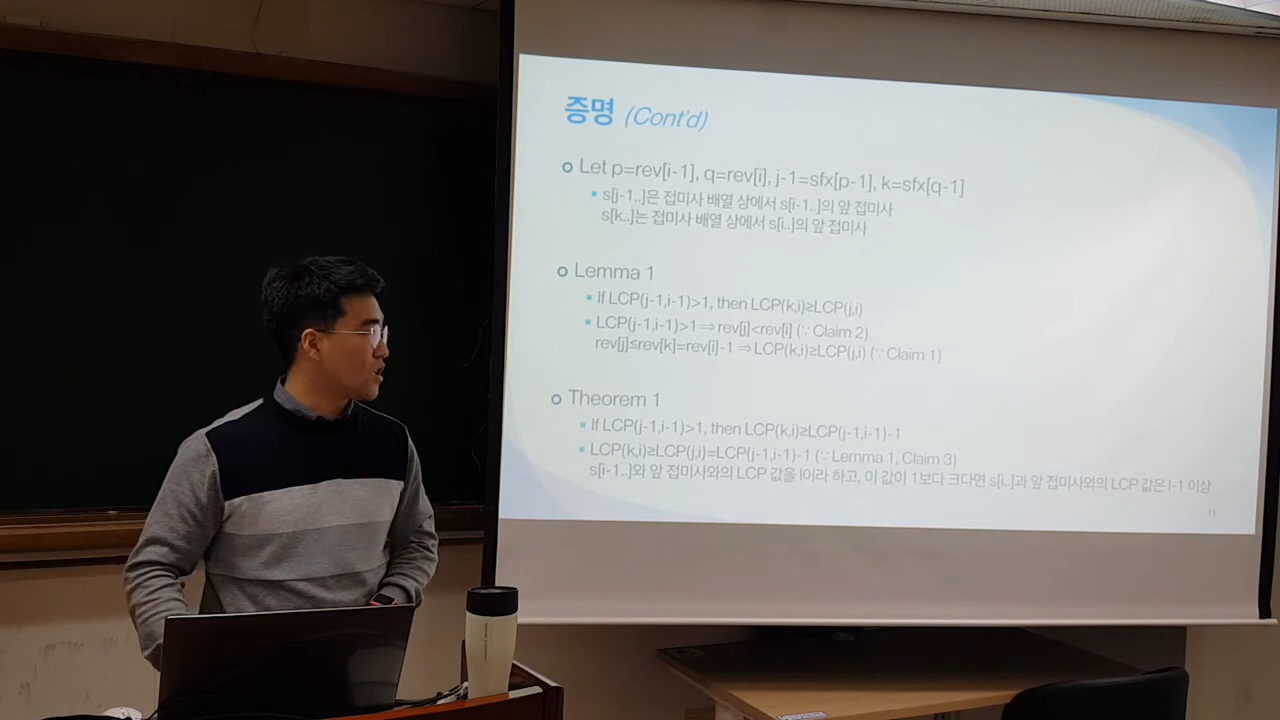 증명 (Cont'd)
Let p=rev[i-1], q=rev[i], j-1=sfx[p-1], k=sfx[q-1]
s[j-1..]은 접미사 배열 상에서 s[i-1..]의 앞 접미사
s[k..]는 접미사 배열 상에서 s[i..]의 앞 접미사
Lemma 1
If LCP(j-1,i-1)>1, then LCP(k,i)≥LCP(j,i)
LCP(j-1,i-1)>1 ⇒ rev[j]<rev[i] (∵ Claim 2)
rev[j]≤rev[k]=rev[i]-1 ⇒ LCP(k,i)≥LCP(j,i) (∵ Claim 1)
Theorem 1
If LCP(j-1,i-1)>1, then LCP(k,i)≥LCP(j-1,i-1)-1
LCP(k,i)≥LCP(j,i)=LCP(j-1,i-1)-1 (∵ Lemma 1, Claim 3)
s[i-1..]와 앞 접미사와의 LCP 값을 l이라 하고, 이 값이 1보다 크다면 s[i..]과 앞 접미사와의 LCP 값은 l-1 이상
11